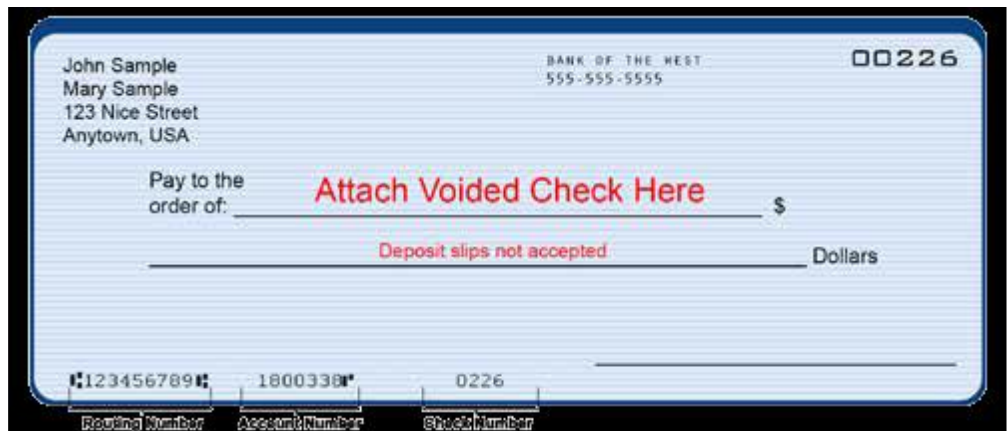 John Sample
Mary Sample
123 Nice Street
Anytown, USA
BANK OF THE WEST
555-555-5555
00226
Pay to the
order of:
Attach Voided Check Here
$
Deposit slips not accepted
Dollars
⑆123456789⑆ 1800338⑈ 0226
Routing Number Account Number Check Number